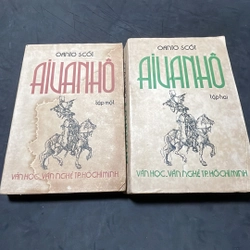 OANTO SCÔT
AIVANHÔ
tập một
VĂN HỌC. VĂN NGHỆ TP. HỒ CHÍ MINH
OANTO SCÔT
AIVANHÔ
tập hai
VĂN HỌC. VĂN NGHỆ TP. HỒ CHÍ MINH